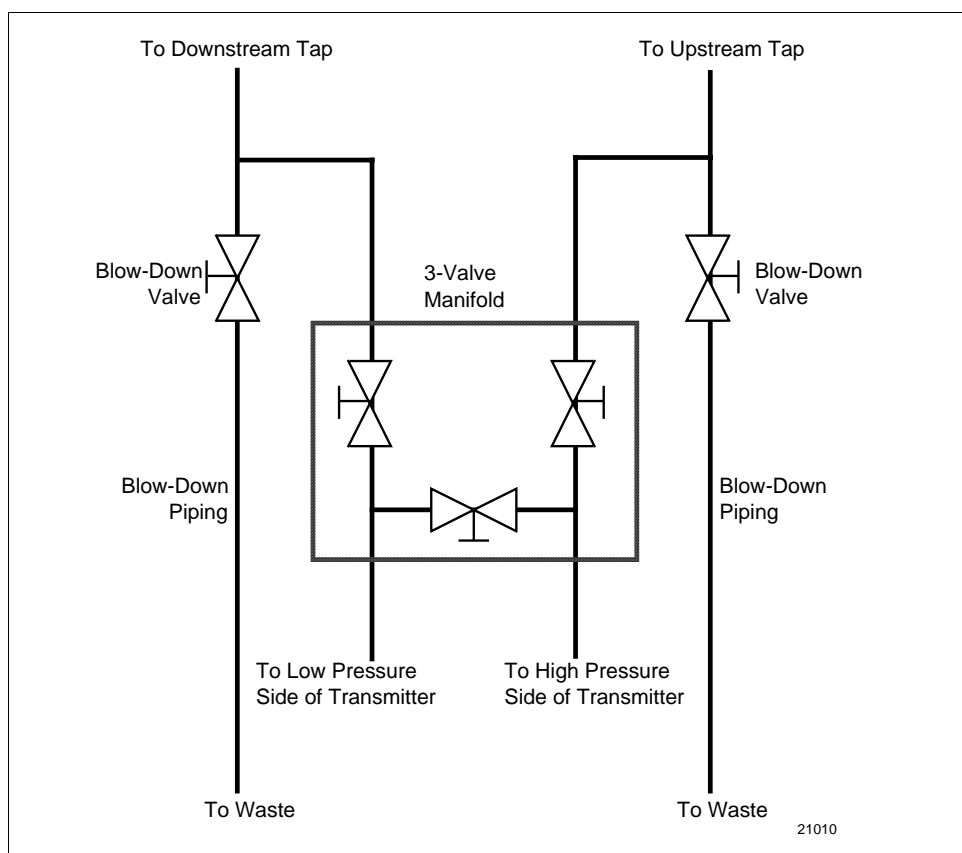 To Downstream Tap
To Upstream Tap
Blow-Down
Valve
3-Valve
Manifold
Blow-Down
Valve
Blow-Down
Piping
Blow-Down
Piping
To Low Pressure
Side of Transmitter
To High Pressure
Side of Transmitter
To Waste
To Waste
21010